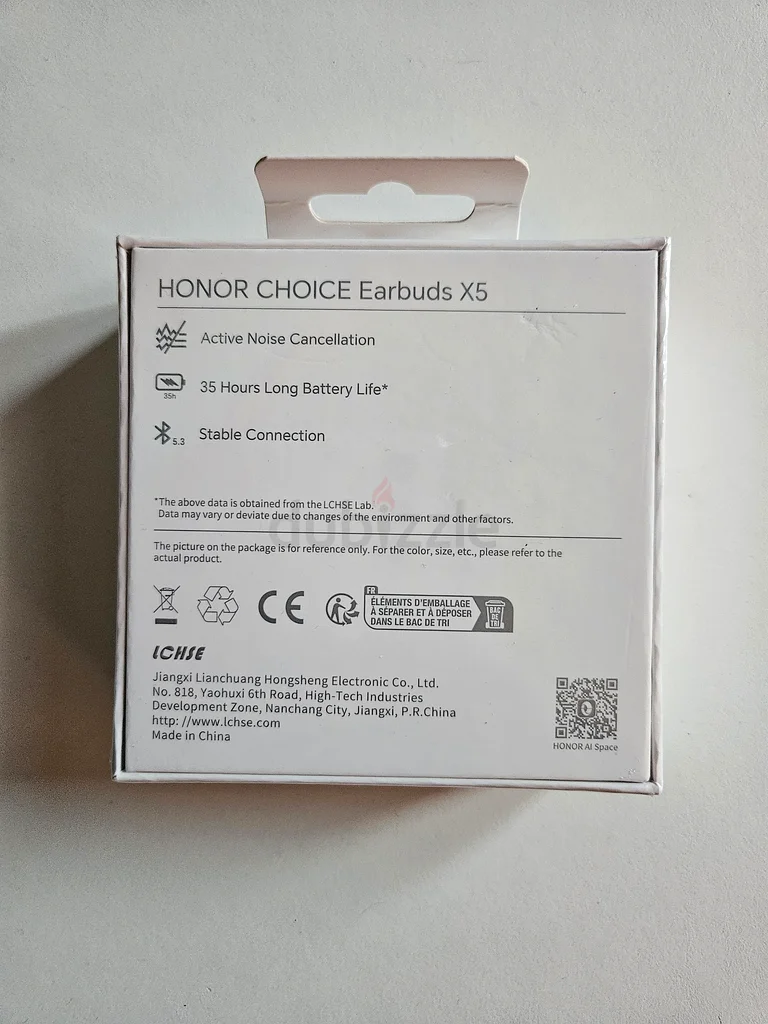 HONOR CHOICE Earbuds X5
Active Noise Cancellation
35h
35 Hours Long Battery Life*
5.3
Stable Connection
*The above data is obtained from the LCHSE Lab.
Data may vary or deviate due to changes of the environment and other factors.
dubizzle
The picture on the package is for reference only. For the color, size, etc., please refer to the
actual product.
CE
FR
ÉLÉMENTS D'EMBALLAGE
À SÉPARER ET À DÉPOSER
DANS LE BAC DE TRI
BAC
DE
TRI
LCHSE
Jiangxi Lianchuang Hongsheng Electronic Co., Ltd.
No. 818, Yaohuxi 6th Road, High-Tech Industries
Development Zone, Nanchang City, Jiangxi, P.R.China
http: //www.lchse.com
Made in China
HONOR AI Space